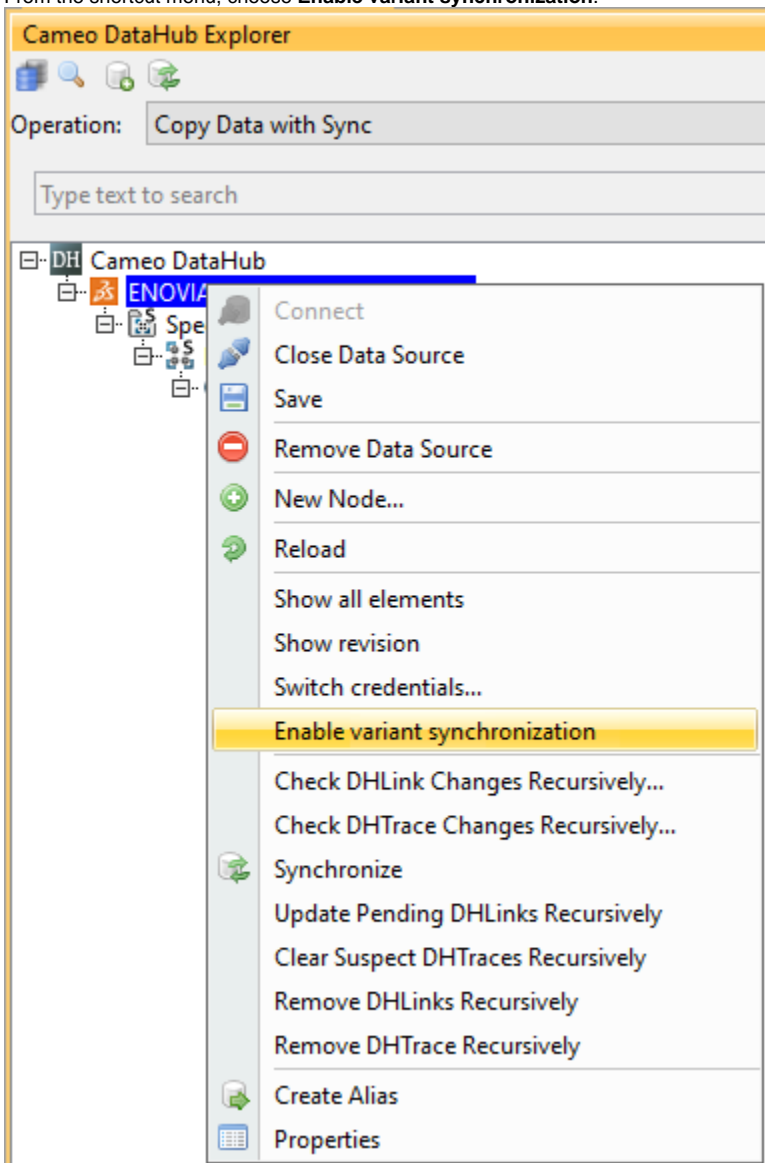 From the shortcut menu, choose Enable variant synchronization.
Cameo DataHub Explorer
Operation: Copy Data with Sync
Type text to search
DH Cameo DataHub
ENOVIA
Spe
Connect
Close Data Source
Save
Remove Data Source
New Node...
Reload
Show all elements
Show revision
Switch credentials...
Enable variant synchronization
Check DHLink Changes Recursively...
Check DHTrace Changes Recursively...
Synchronize
Update Pending DHLinks Recursively
Clear Suspect DHTraces Recursively
Remove DHLinks Recursively
Remove DHTrace Recursively
Create Alias
Properties